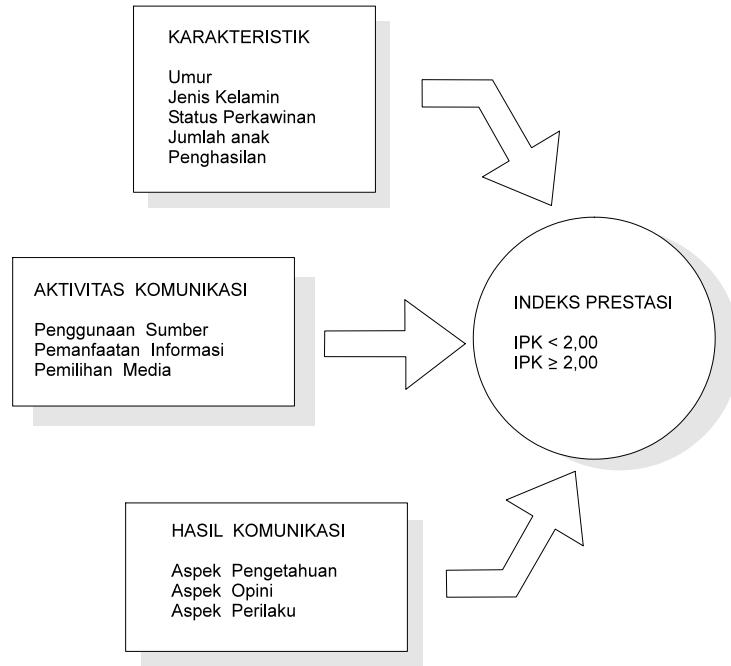 KARAKTERISTIK
Umur
Jenis Kelamin
Status Perkawinan
Jumlah anak
Penghasilan
AKTIVITAS KOMUNIKASI
Penggunaan Sumber
Pemanfaatan Informasi
Pemilihan Media
INDEKS PRESTASI
IPK < 2,00
IPK ≥ 2,00
HASIL KOMUNIKASI
Aspek Pengetahuan
Aspek Opini
Aspek Perilaku